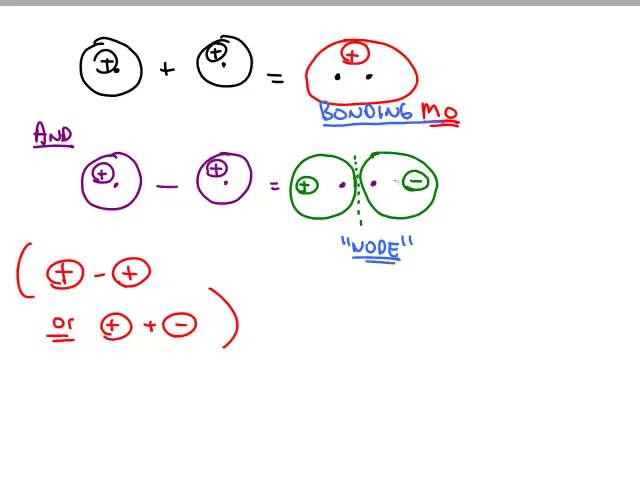 + + + = +
BONDING MO
AND
+ - + = + -
"NODE"
( + - +
or + + - )